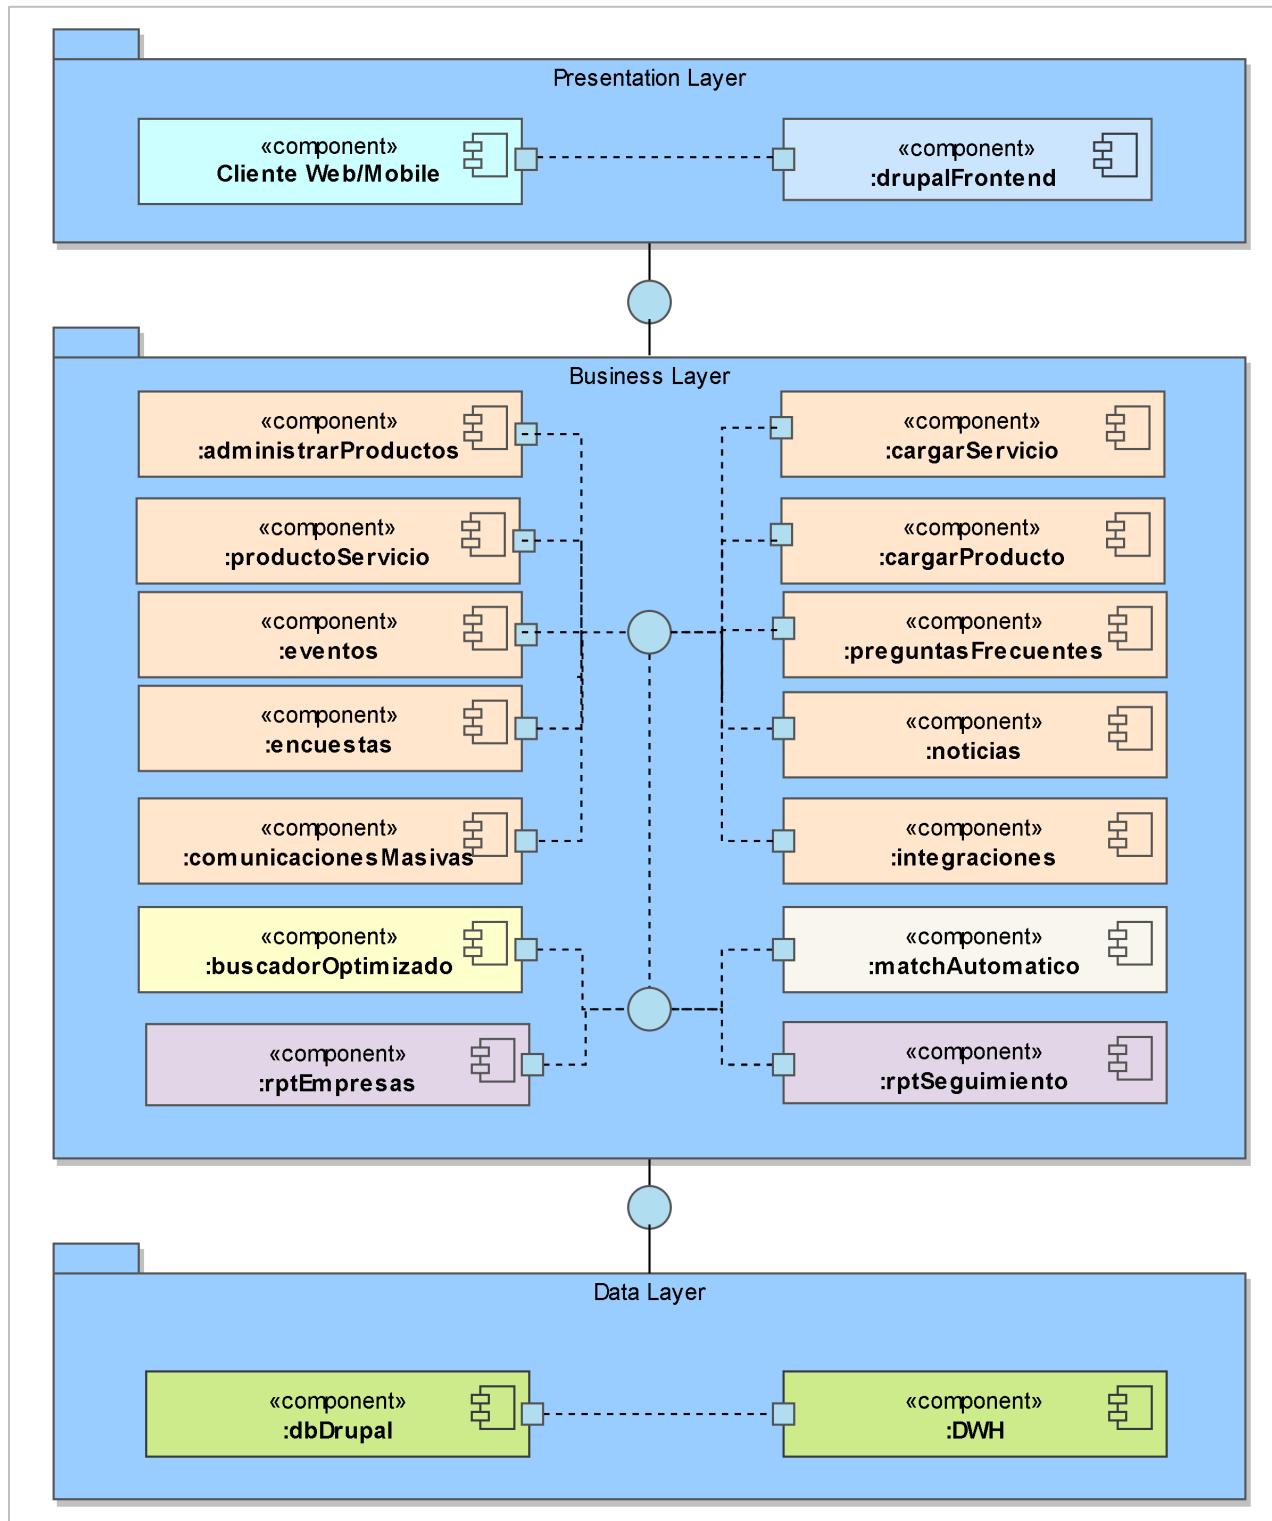 Presentation Layer
«component»
Cliente Web/Mobile
«component»
:drupalFrontend
Business Layer
«component»
:administrarProductos
«component»
:cargarServicio
«component»
:productoServicio
«component»
:cargarProducto
«component»
:eventos
«component»
:preguntasFrecuentes
«component»
:encuestas
«component»
:noticias
«component»
:comunicacionesMasivas
«component»
:integraciones
«component»
:buscadorOptimizado
«component»
:matchAutomatico
«component»
:rptEmpresas
«component»
:rptSeguimiento
Data Layer
«component»
:dbDrupal
«component»
:DWH